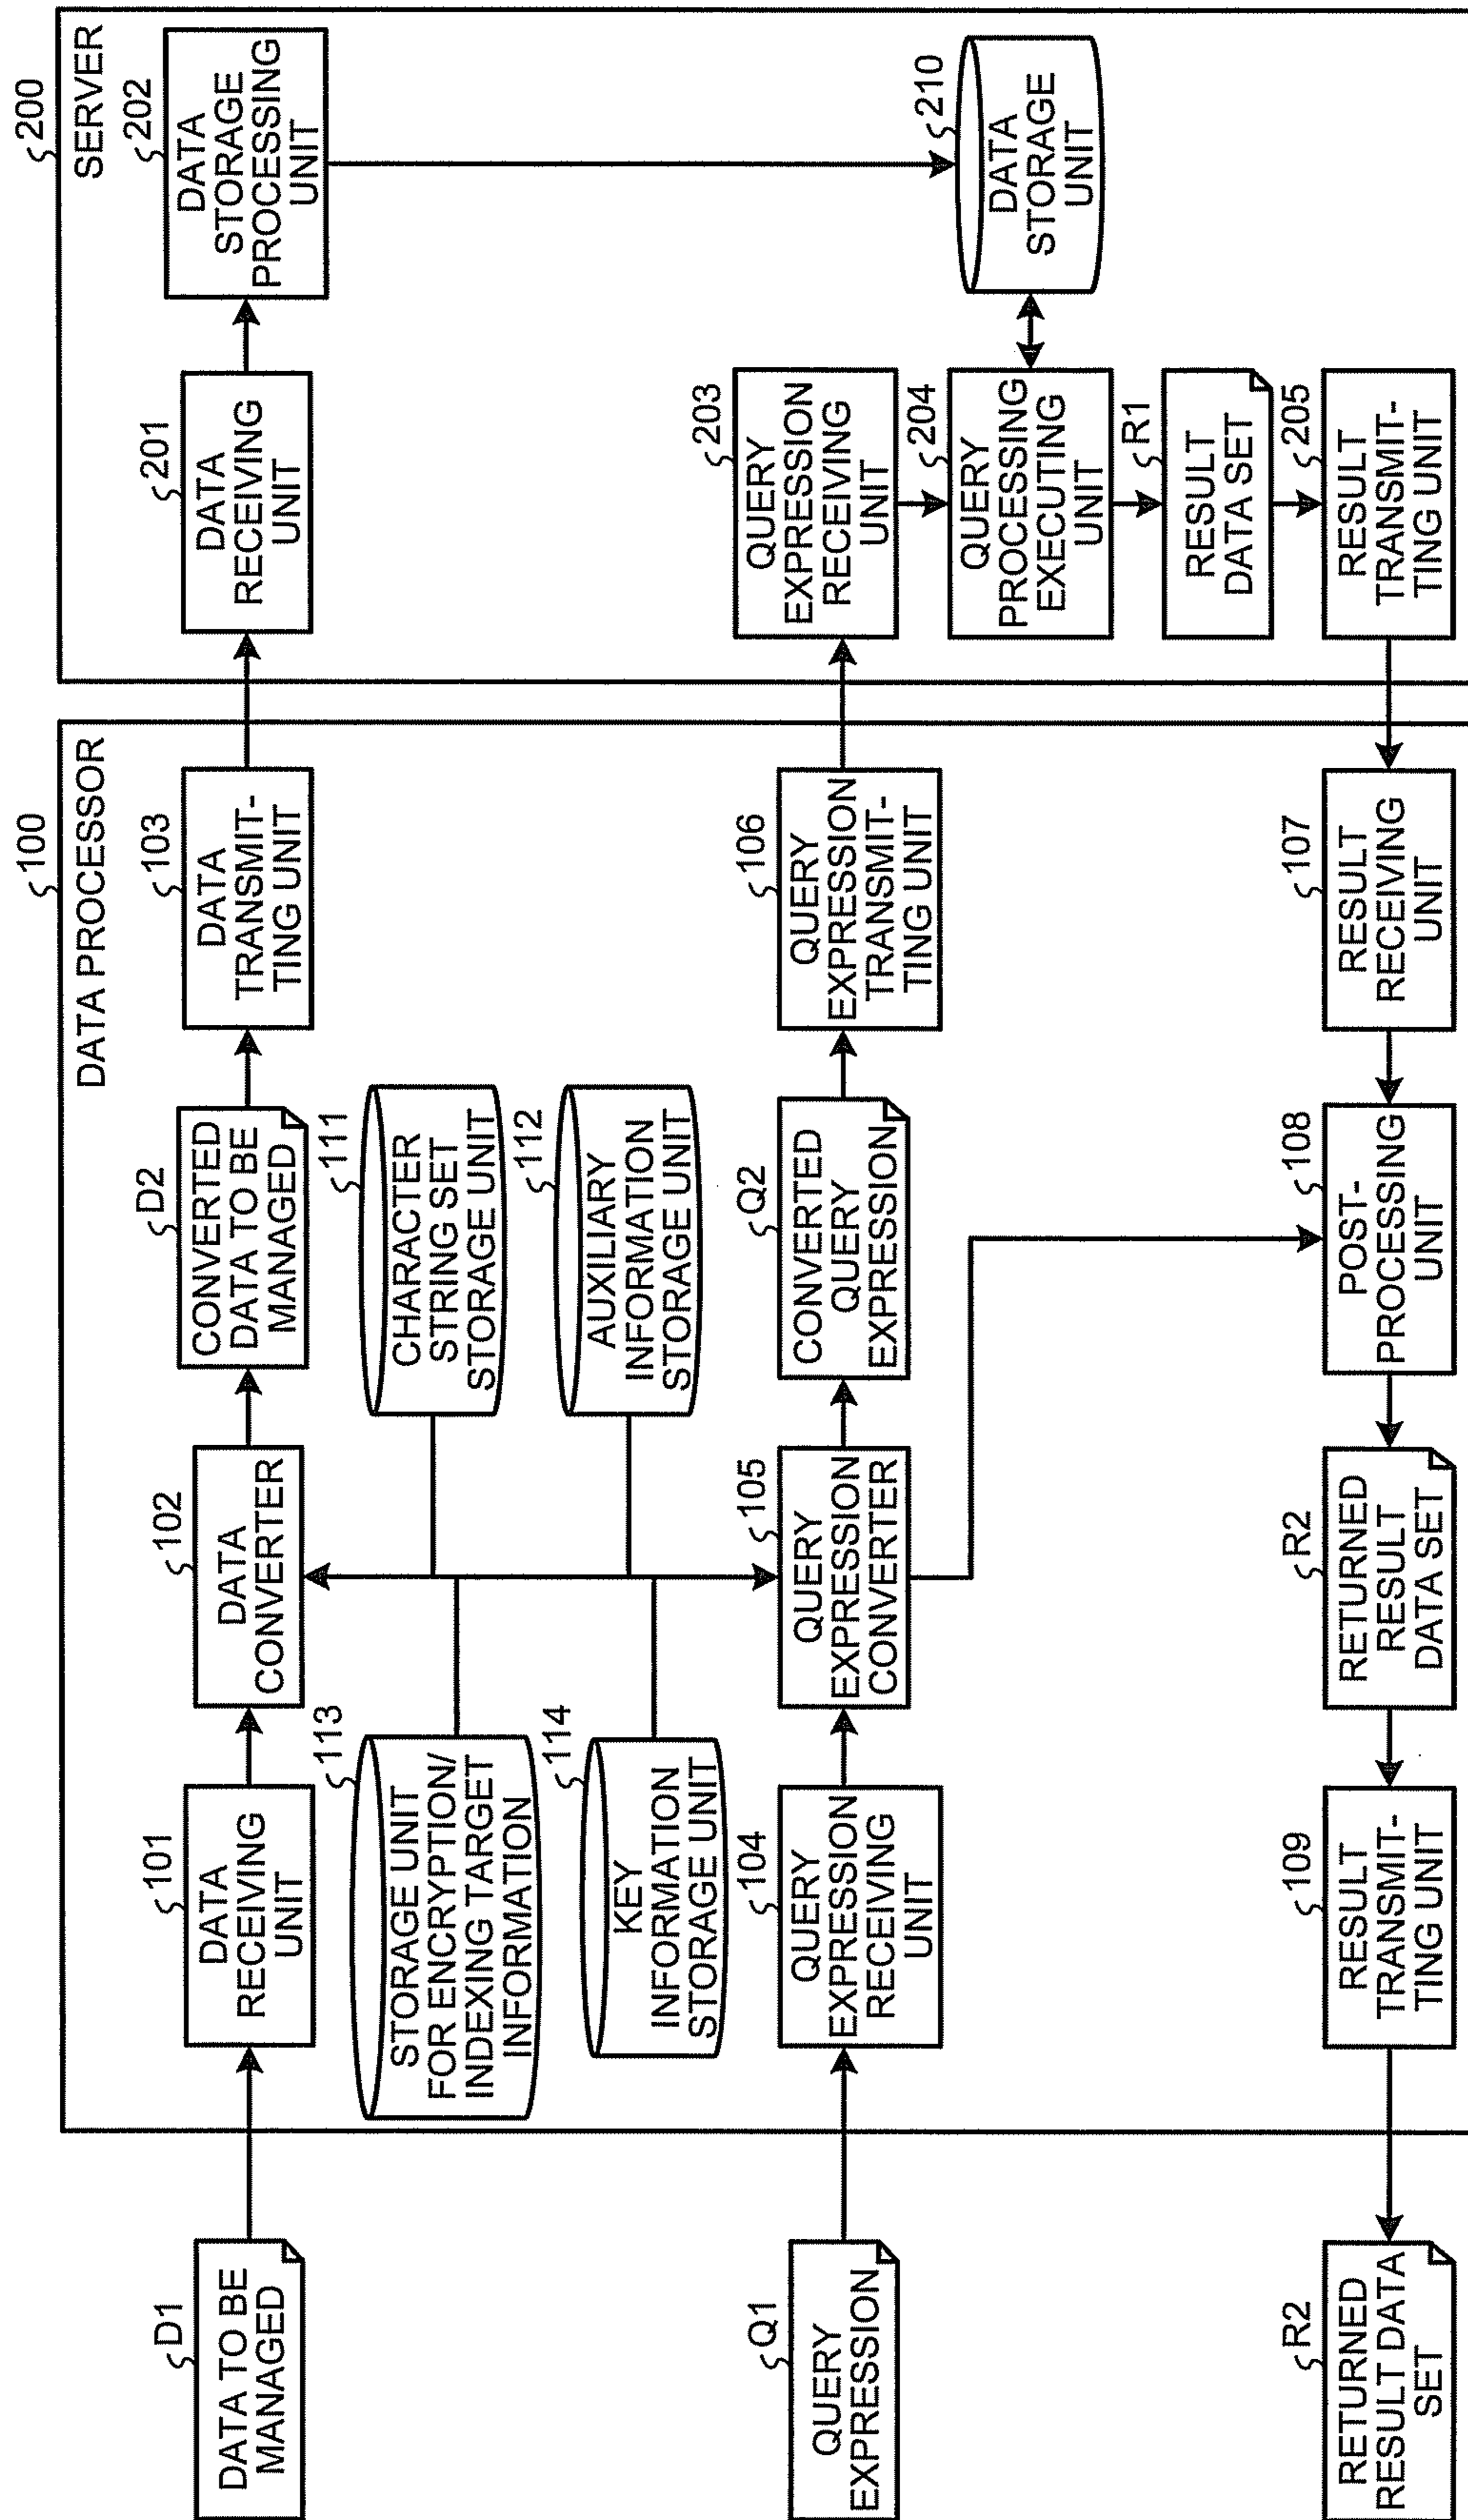 100
DATA PROCESSOR
200
SERVER
D1
DATA TO BE
MANAGED
101
DATA
RECEIVING
UNIT
102
DATA
CONVERTER
D2
CONVERTED
DATA TO BE
MANAGED
103
DATA
TRANSMIT-
TING UNIT
201
DATA
RECEIVING
UNIT
202
DATA
STORAGE
PROCESSING
UNIT
113
STORAGE UNIT
FOR ENCRYPTION/
INDEXING TARGET
INFORMATION
111
CHARACTER
STRING SET
STORAGE UNIT
114
KEY
INFORMATION
STORAGE UNIT
112
AUXILIARY
INFORMATION
STORAGE UNIT
Q1
QUERY
EXPRESSION
104
QUERY
EXPRESSION
RECEIVING
UNIT
105
QUERY
EXPRESSION
CONVERTER
Q2
CONVERTED
QUERY
EXPRESSION
106
QUERY
EXPRESSION
TRANSMIT-
TING UNIT
203
QUERY
EXPRESSION
RECEIVING
UNIT
204
QUERY
PROCESSING
EXECUTING
UNIT
210
DATA
STORAGE
UNIT
R1
RESULT
DATA SET
205
RESULT
TRANSMIT-
TING UNIT
107
RESULT
RECEIVING
UNIT
108
POST-
PROCESSING
UNIT
R2
RETURNED
RESULT
DATA SET
109
RESULT
TRANSMIT-
TING UNIT
R2
RETURNED
RESULT DATA
SET